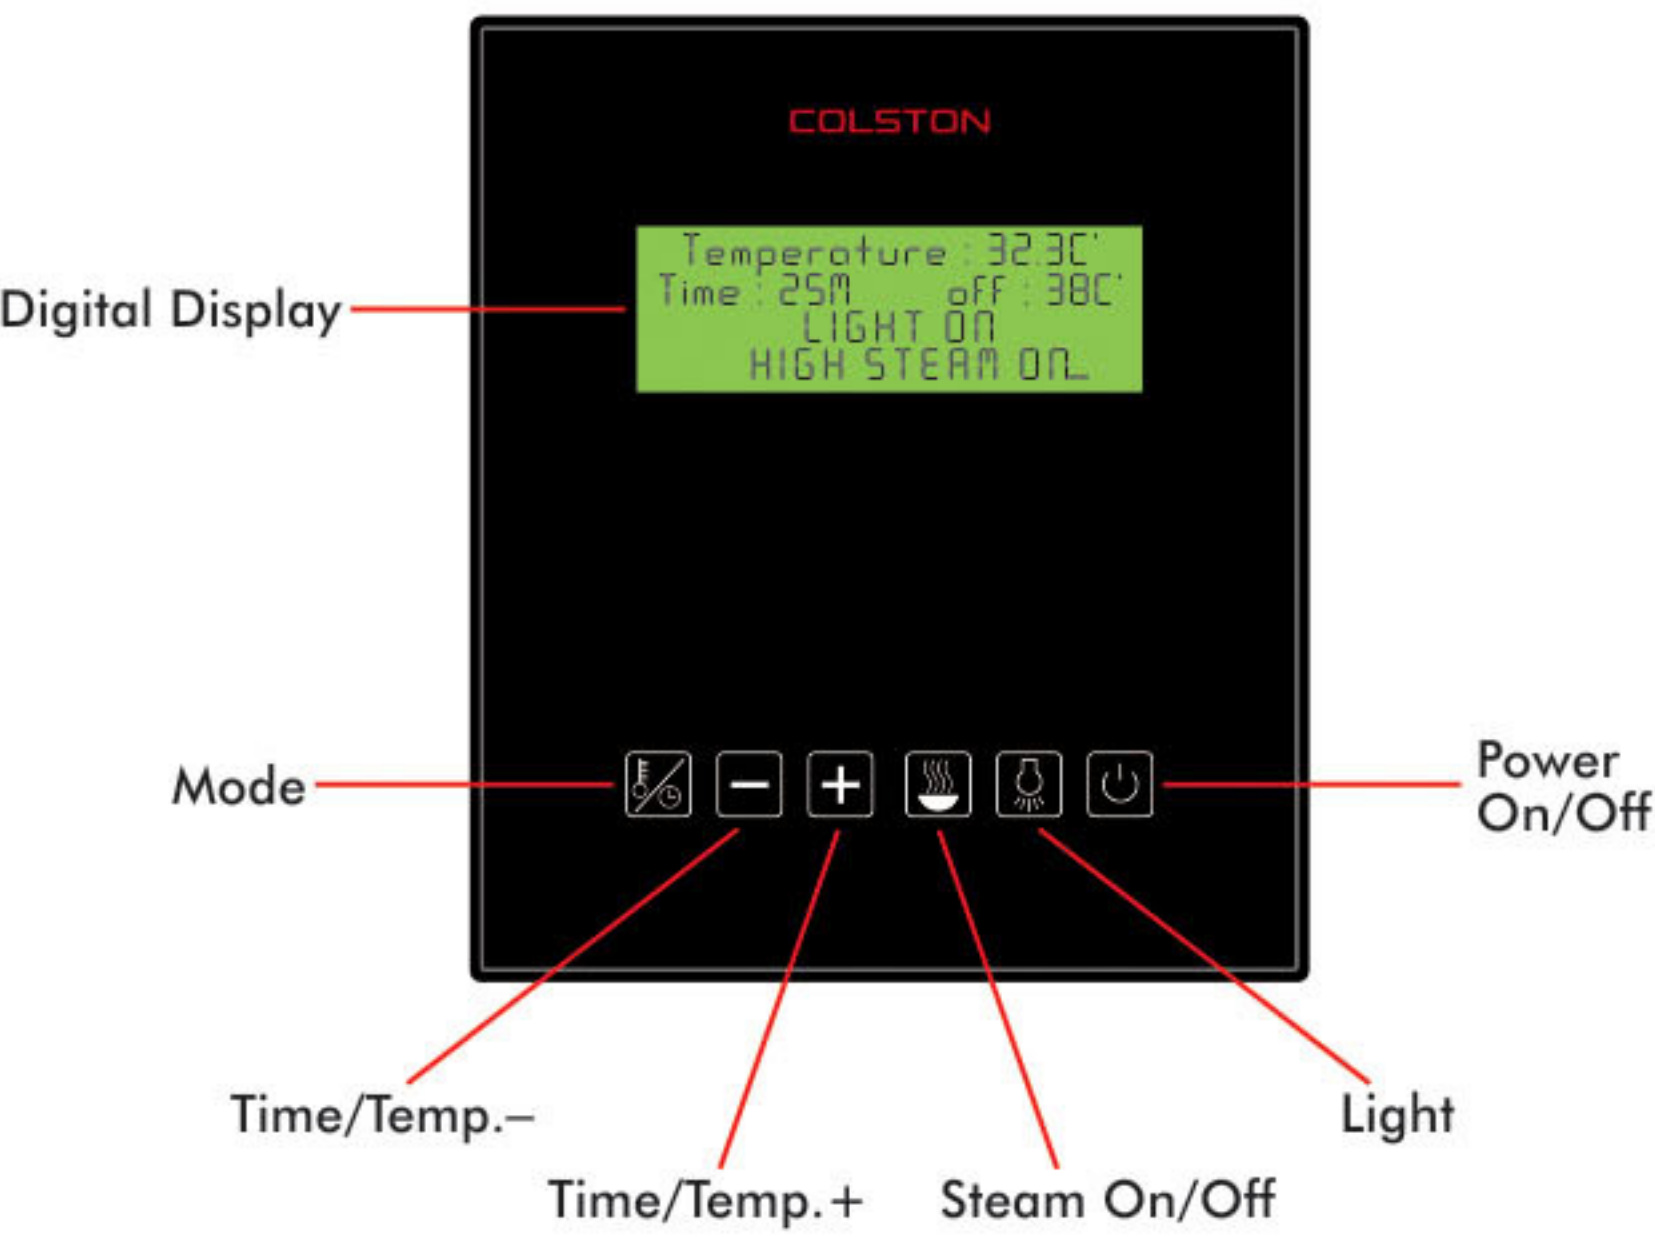 COLSTON
Temperature : 32.3C'
Time : 25M off : 38C'
LIGHT ON
HIGH STEAM ON_
Digital Display
Mode
Power
On/Off
Time/Temp.–
Light
Time/Temp.+
Steam On/Off